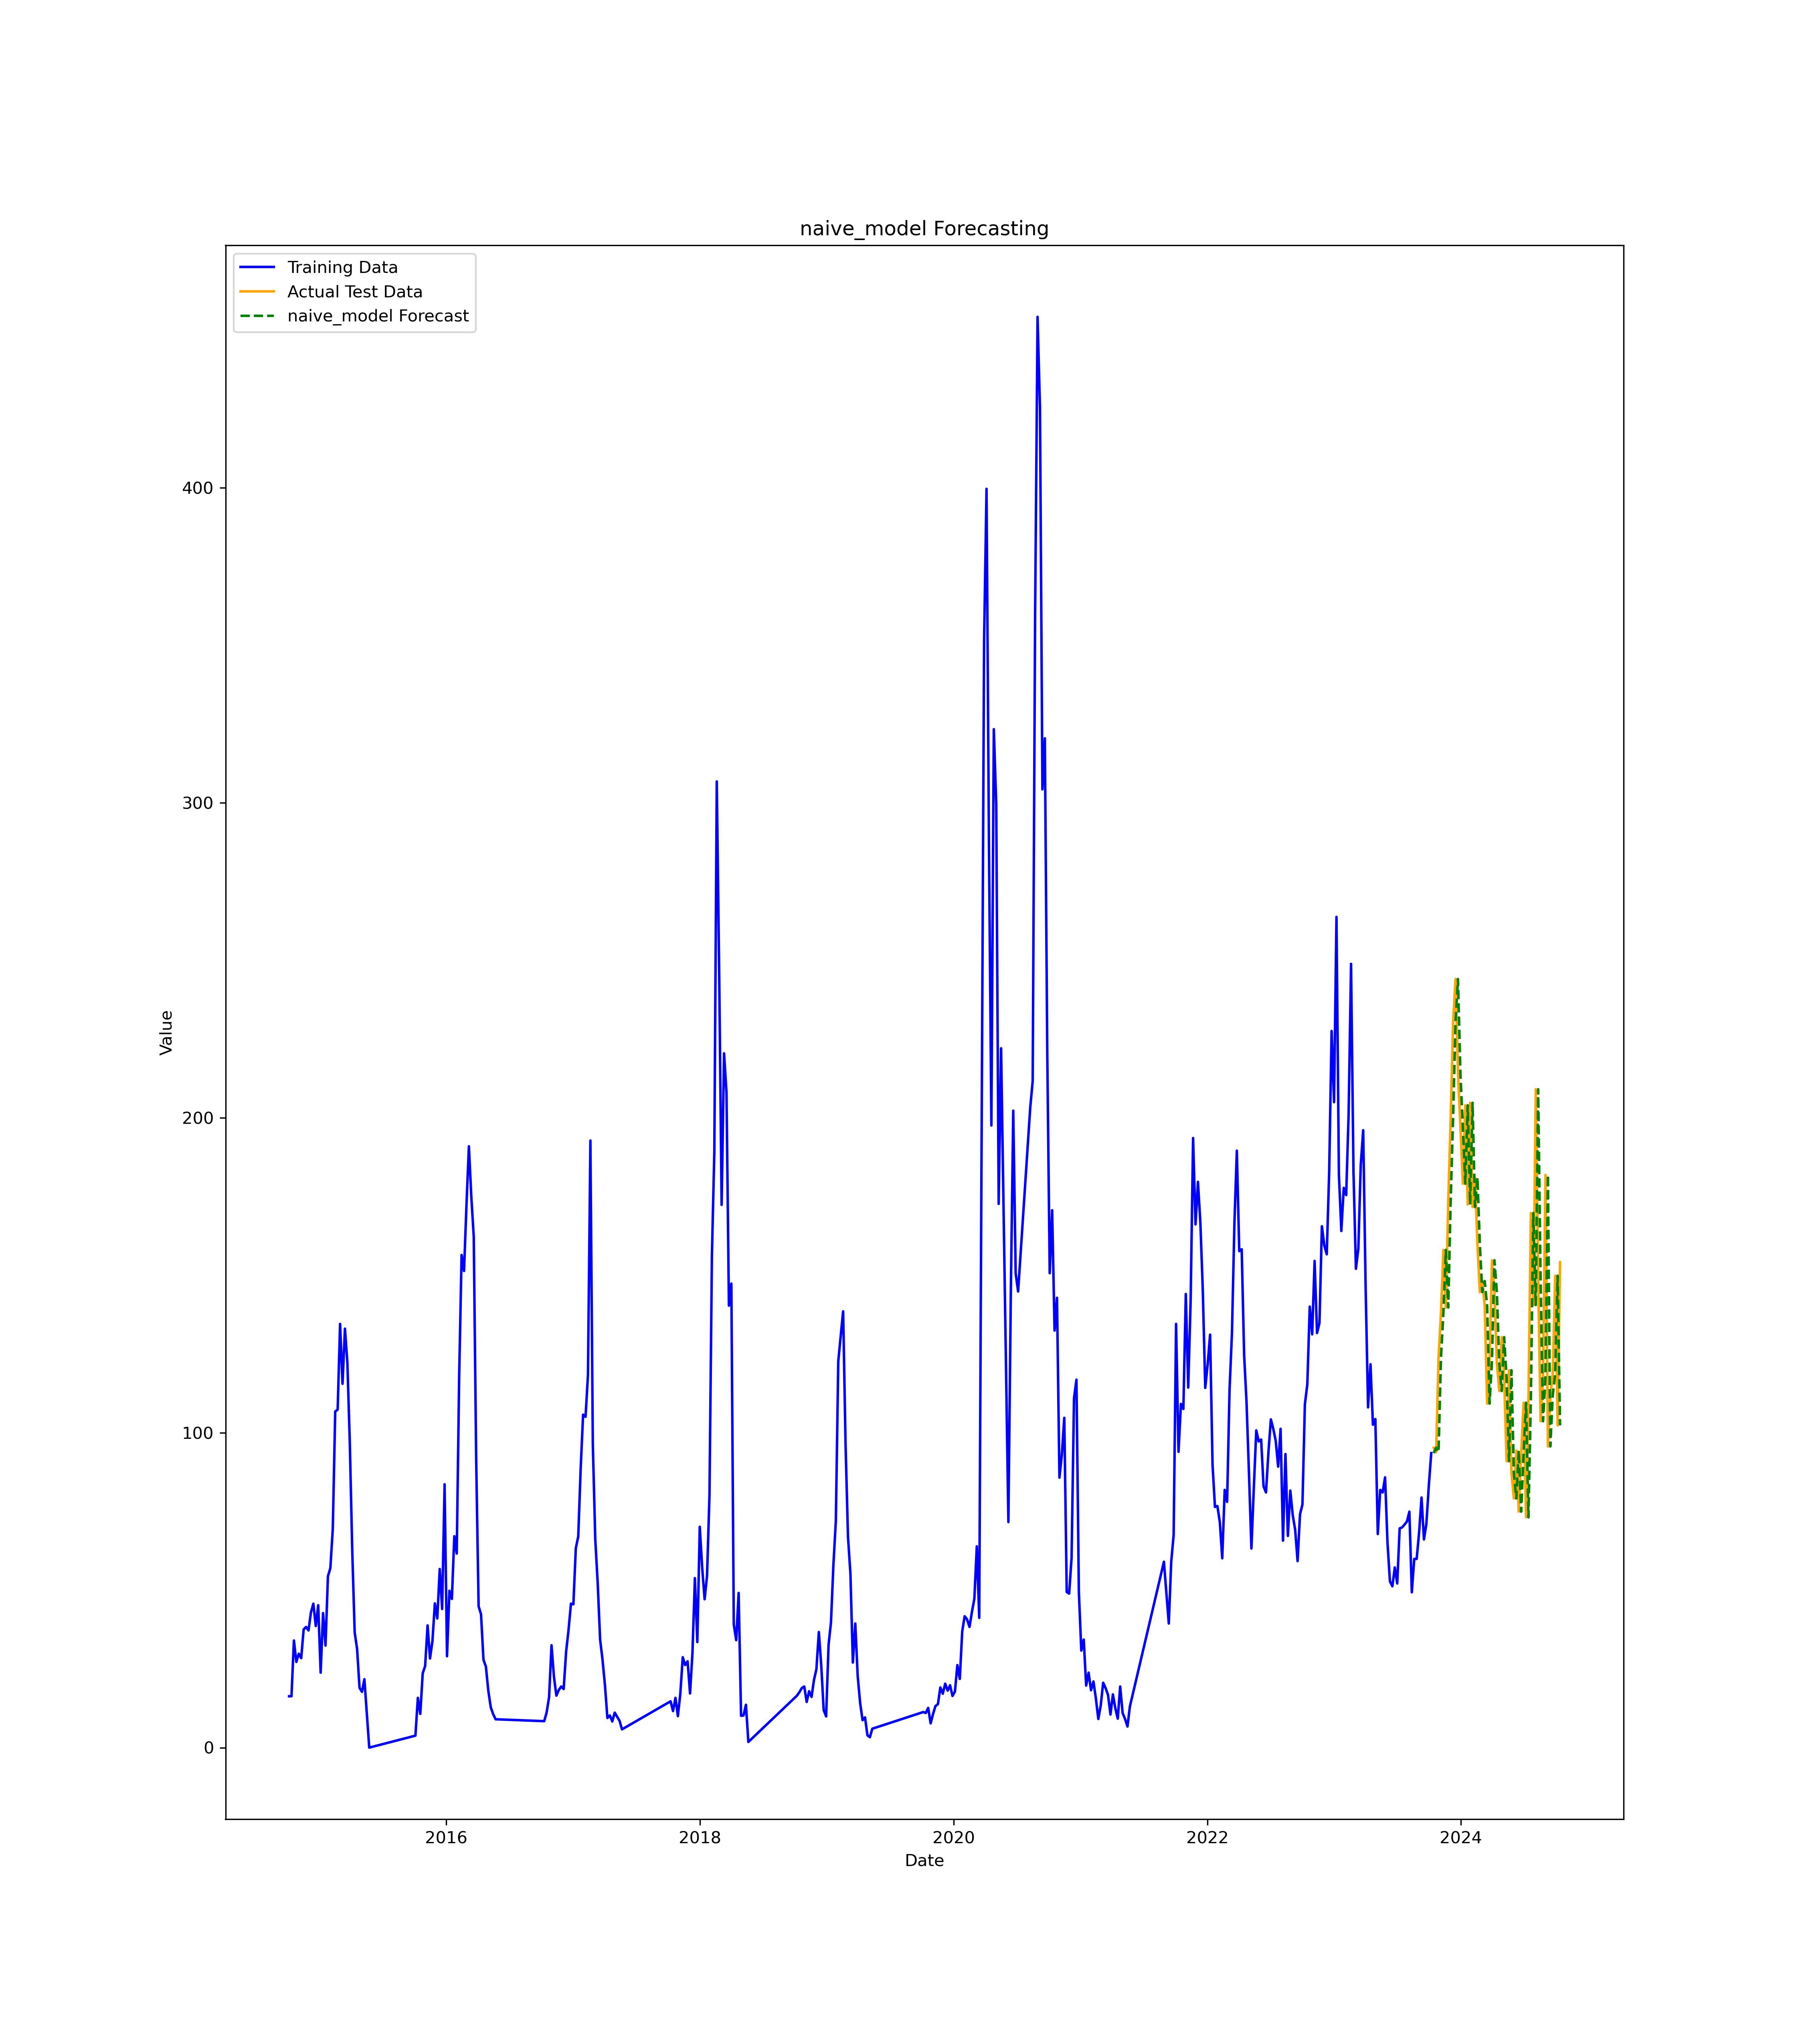 naive_model Forecasting
Training Data
Actual Test Data
naive_model Forecast
400
300
200
100
0
Value
2016
2018
2020
2022
2024
Date